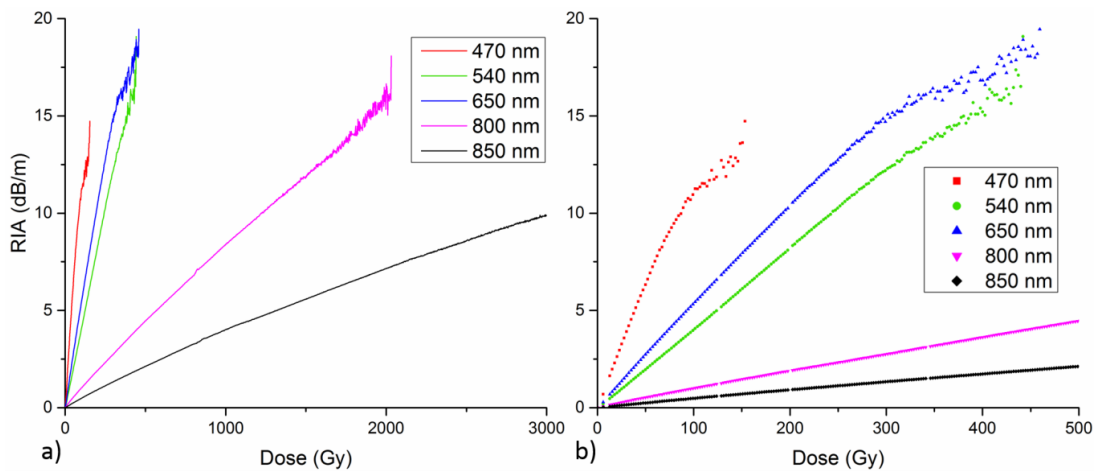 20
15
10
5
0
RIA (dB/m)
470 nm
540 nm
650 nm
800 nm
850 nm
0 1000 2000 3000
a) Dose (Gy)
20
15
10
5
0
470 nm
540 nm
650 nm
800 nm
850 nm
0 100 200 300 400 500
b) Dose (Gy)